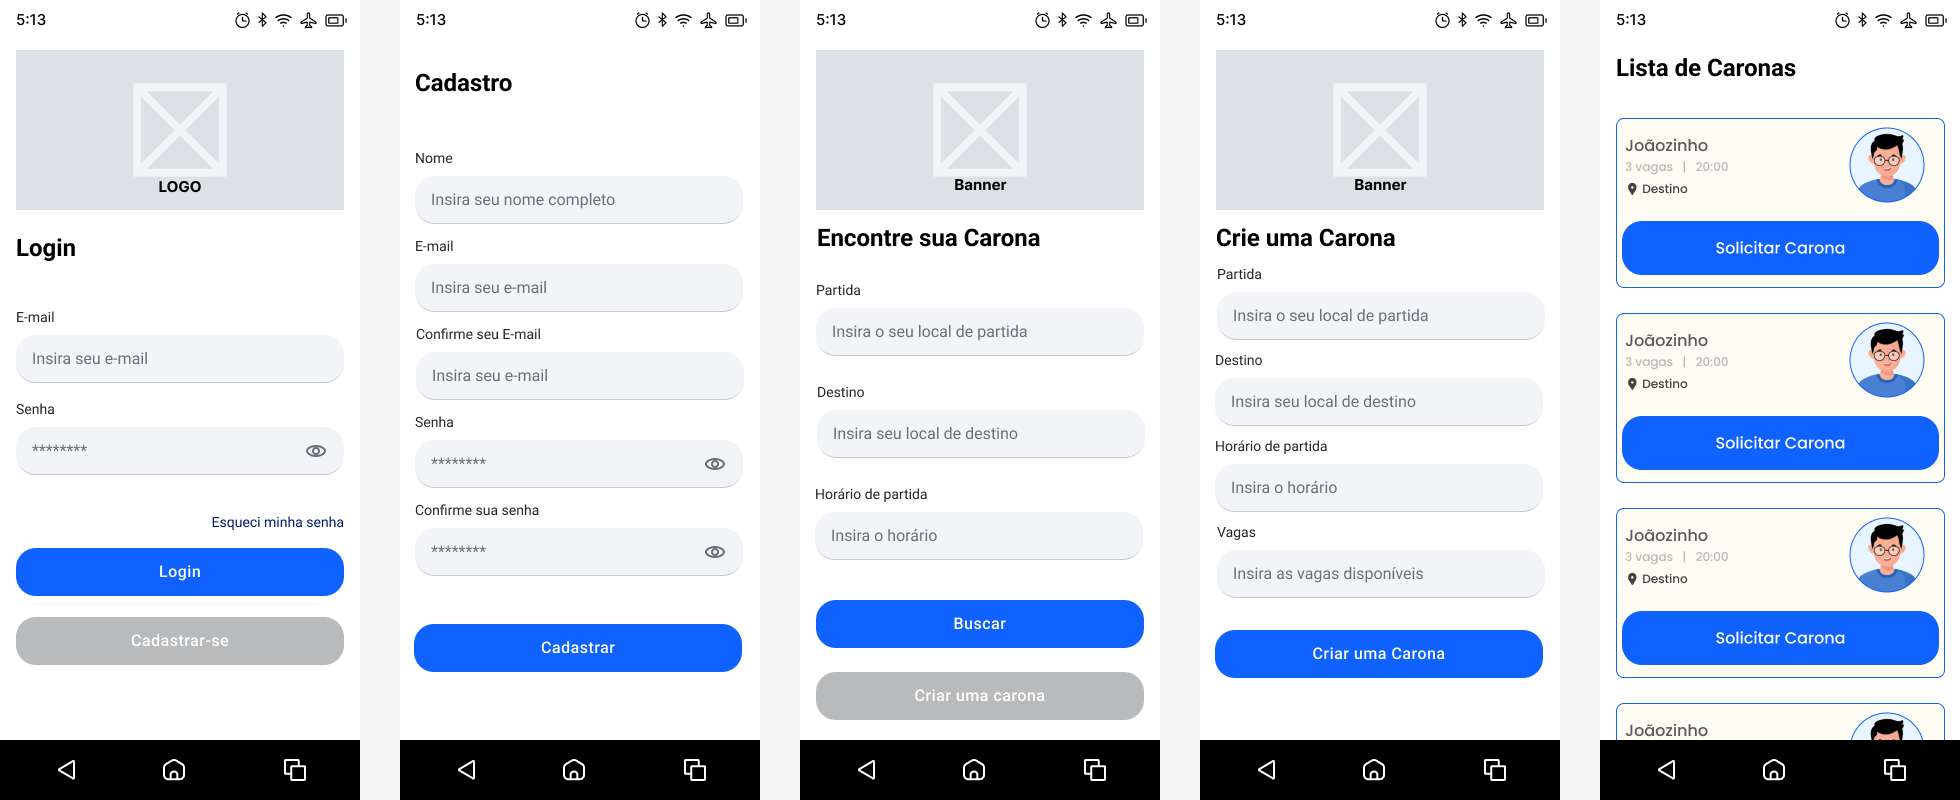 5:13
LOGO
Login
E-mail
Insira seu e-mail
Senha
********
Esqueci minha senha
Login
Cadastrar-se
5:13
Cadastro
Nome
Insira seu nome completo
E-mail
Insira seu e-mail
Confirme seu E-mail
Insira seu e-mail
Senha
********
Confirme sua senha
********
Cadastrar
5:13
Banner
Encontre sua Carona
Partida
Insira o seu local de partida
Destino
Insira seu local de destino
Horário de partida
Insira o horário
Buscar
Criar uma carona
5:13
Banner
Crie uma Carona
Partida
Insira o seu local de partida
Destino
Insira seu local de destino
Horário de partida
Insira o horário
Vagas
Insira as vagas disponíveis
Criar uma Carona
5:13
Lista de Caronas
Joãozinho
3 vagas | 20:00
Destino
Solicitar Carona
Joãozinho
3 vagas | 20:00
Destino
Solicitar Carona
Joãozinho
3 vagas | 20:00
Destino
Solicitar Carona
Joãozinho